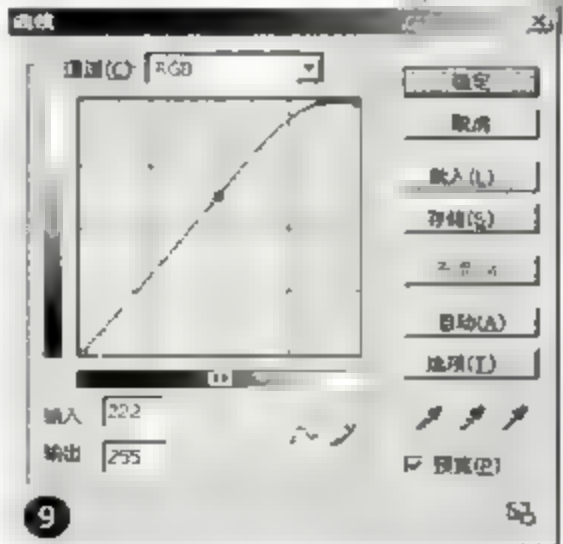 曲线
通道(C) RGB
确定
取消
载入(L)
存储(S)
自动(A)
选项(T)
输入 222
输出 255
预览(P)
9